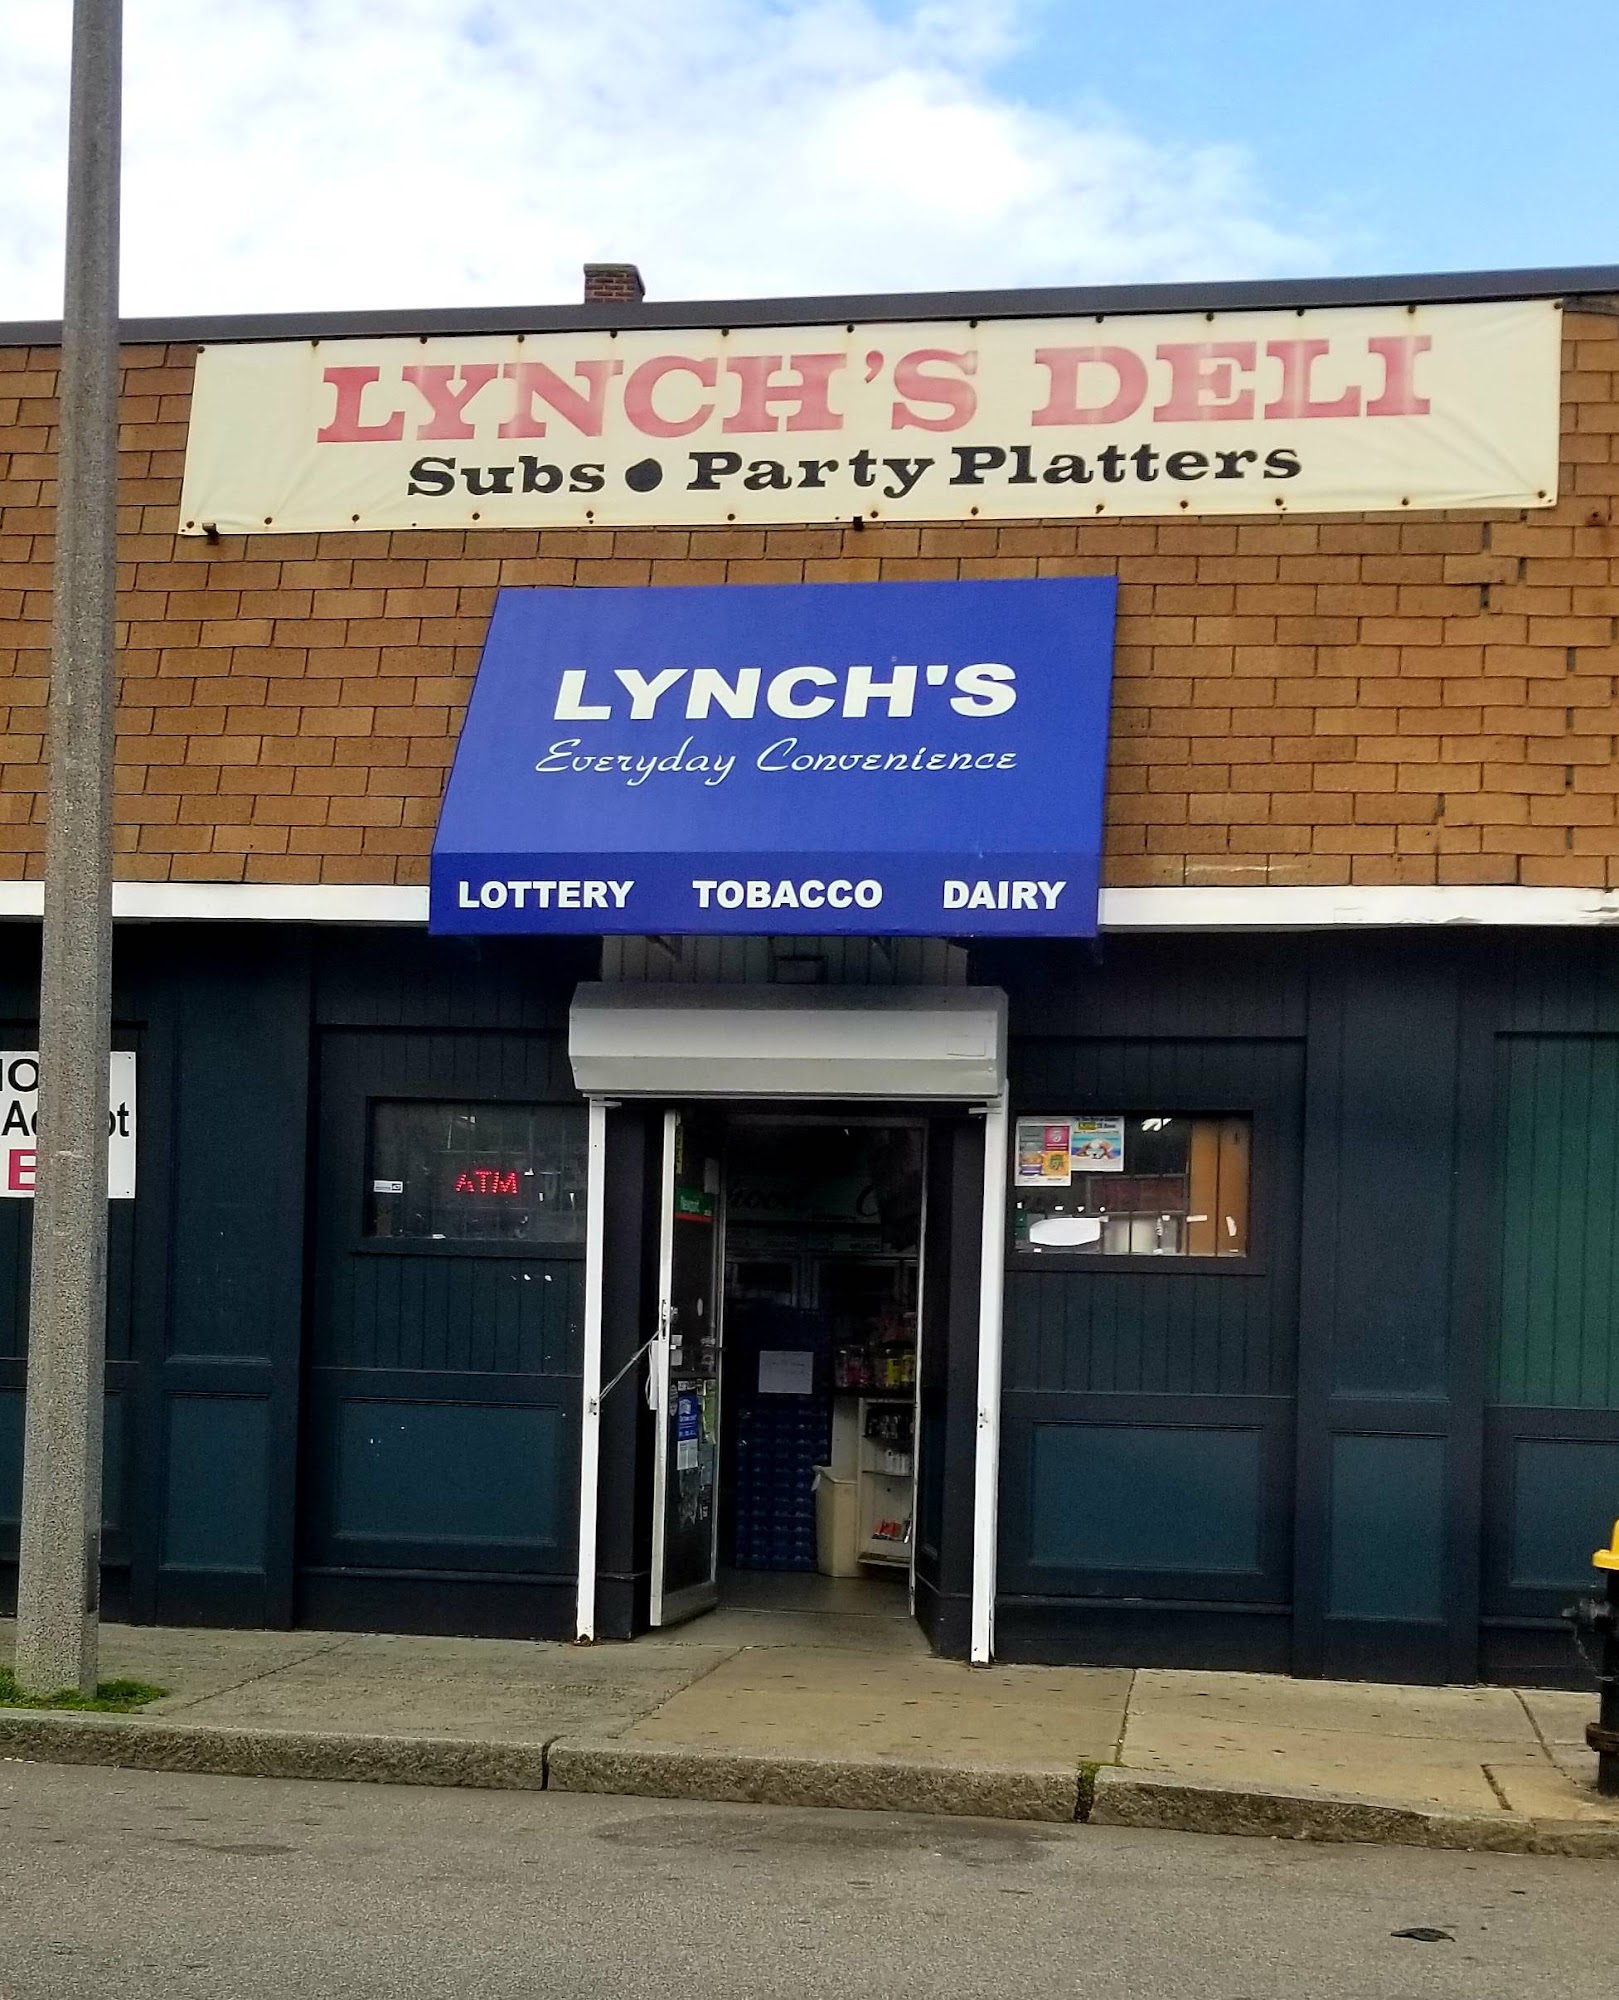 LYNCH'S DELI
Subs • Party Platters
LYNCH'S
Everyday Convenience
LOTTERY TOBACCO DAIRY
ATM